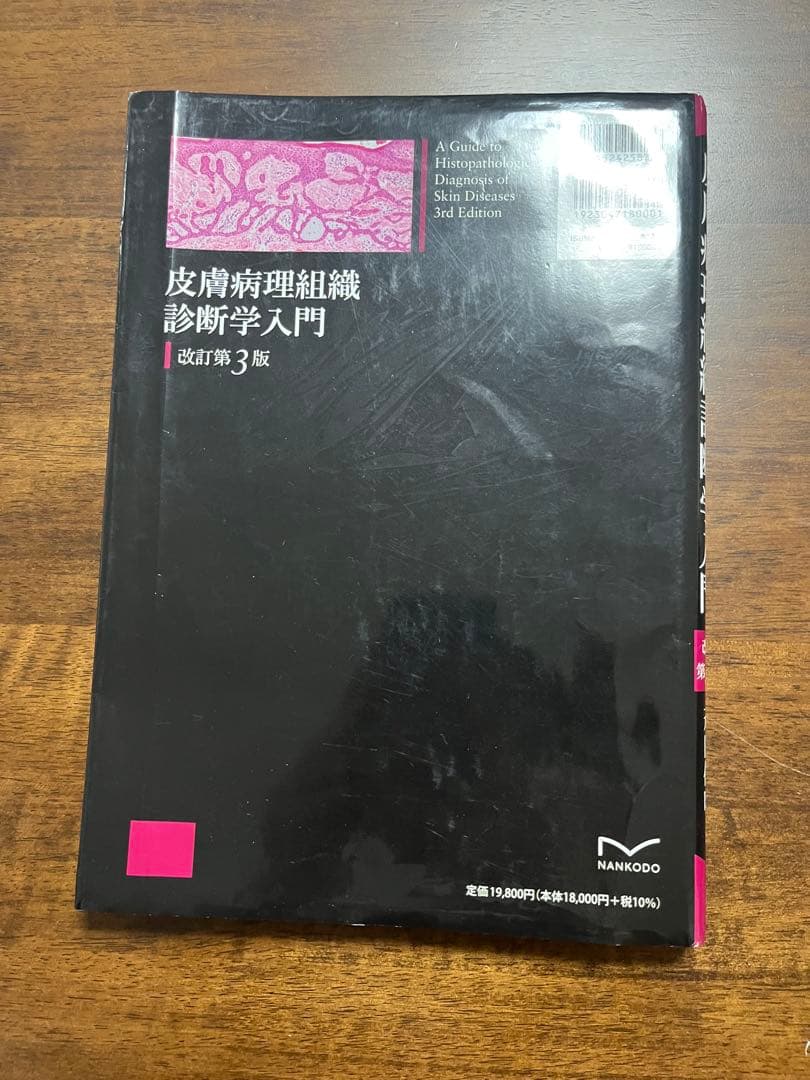 A Guide to
Histopathologic
Diagnosis of
Skin Diseases
3rd Edition
1923047180001
皮膚病理組織
診断学入門
改訂第3版
NANKODO
定価19,800円(本体18,000円+税10%)